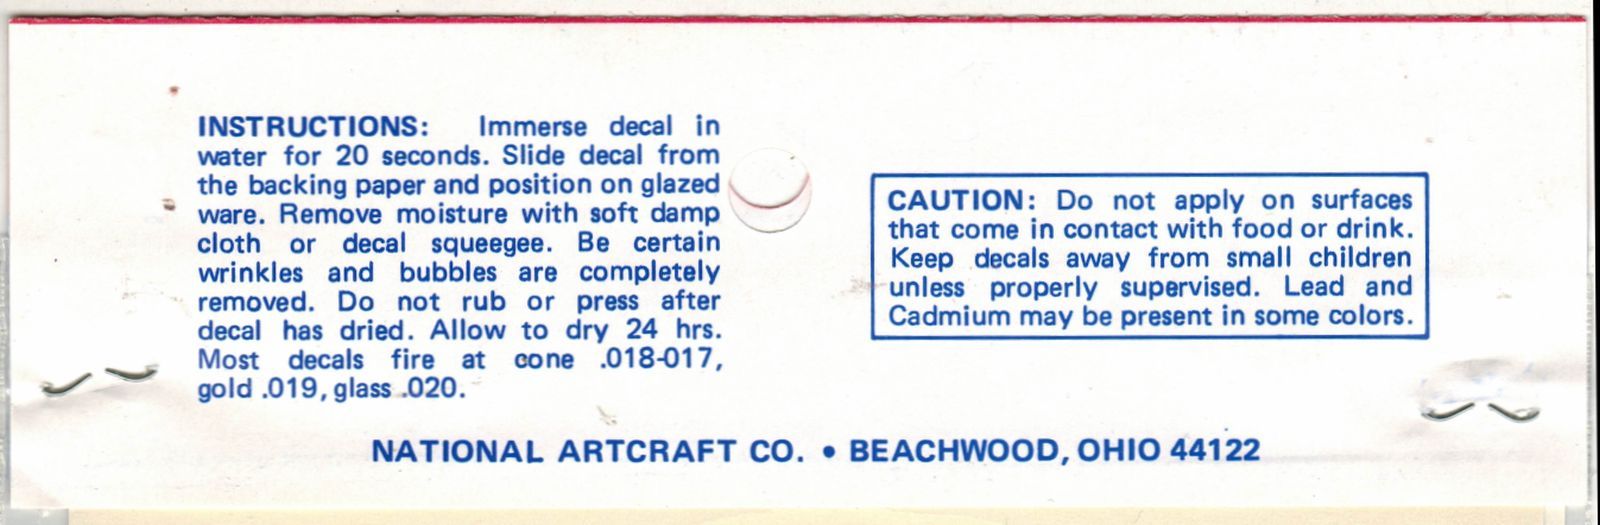 INSTRUCTIONS: Immerse decal in
water for 20 seconds. Slide decal from
the backing paper and position on glazed
ware. Remove moisture with soft damp
cloth or decal squeegee. Be certain
wrinkles and bubbles are completely
removed. Do not rub or press after
decal has dried. Allow to dry 24 hrs.
Most decals fire at cone .018-017,
gold .019, glass .020.
CAUTION: Do not apply on surfaces
that come in contact with food or drink.
Keep decals away from small children
unless properly supervised. Lead and
Cadmium may be present in some colors.
NATIONAL ARTCRAFT CO. • BEACHWOOD, OHIO 44122